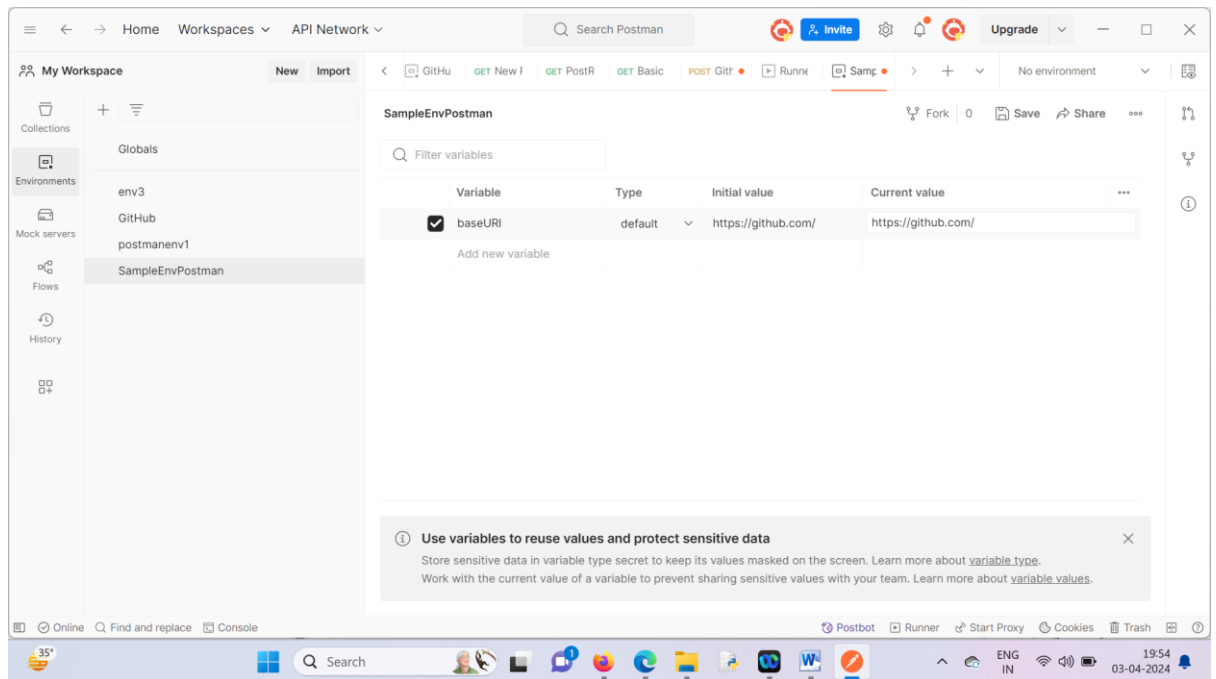 Home Workspaces API Network Search Postman Invite Upgrade
My Workspace New Import GitHu GET New F GET PostR GET Basic POST Gith Runne Samp No environment
Collections
Environments
Mock servers
Flows
History
Globals
env3
GitHub
postmanenv1
SampleEnvPostman
SampleEnvPostman Fork 0 Save Share
Filter variables
Variable Type Initial value Current value
baseURI default https://github.com/ https://github.com/
Add new variable
Use variables to reuse values and protect sensitive data
Store sensitive data in variable type secret to keep its values masked on the screen. Learn more about variable type.
Work with the current value of a variable to prevent sharing sensitive values with your team. Learn more about variable values.
Online Find and replace Console Postbot Runner Start Proxy Cookies Trash
35° Search 1 W ENG 19:54
IN 03-04-2024